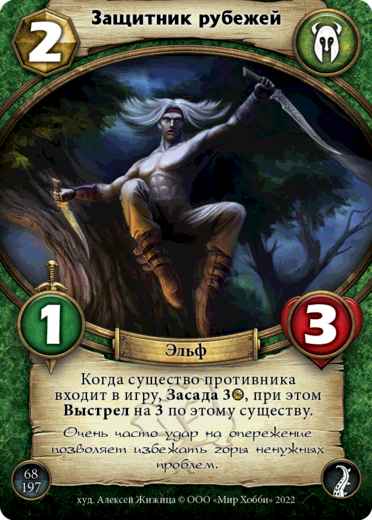 Защитник рубежей
2
1
3
Эльф
Когда существо противника
входит в игру, Засада 3, при этом
Выстрел на 3 по этому существу.
Очень часто удар на опережение
позволяет избежать горы ненужных
проблем.
68
197
худ. Алексей Жижица © ООО «Мир Хобби» 2022